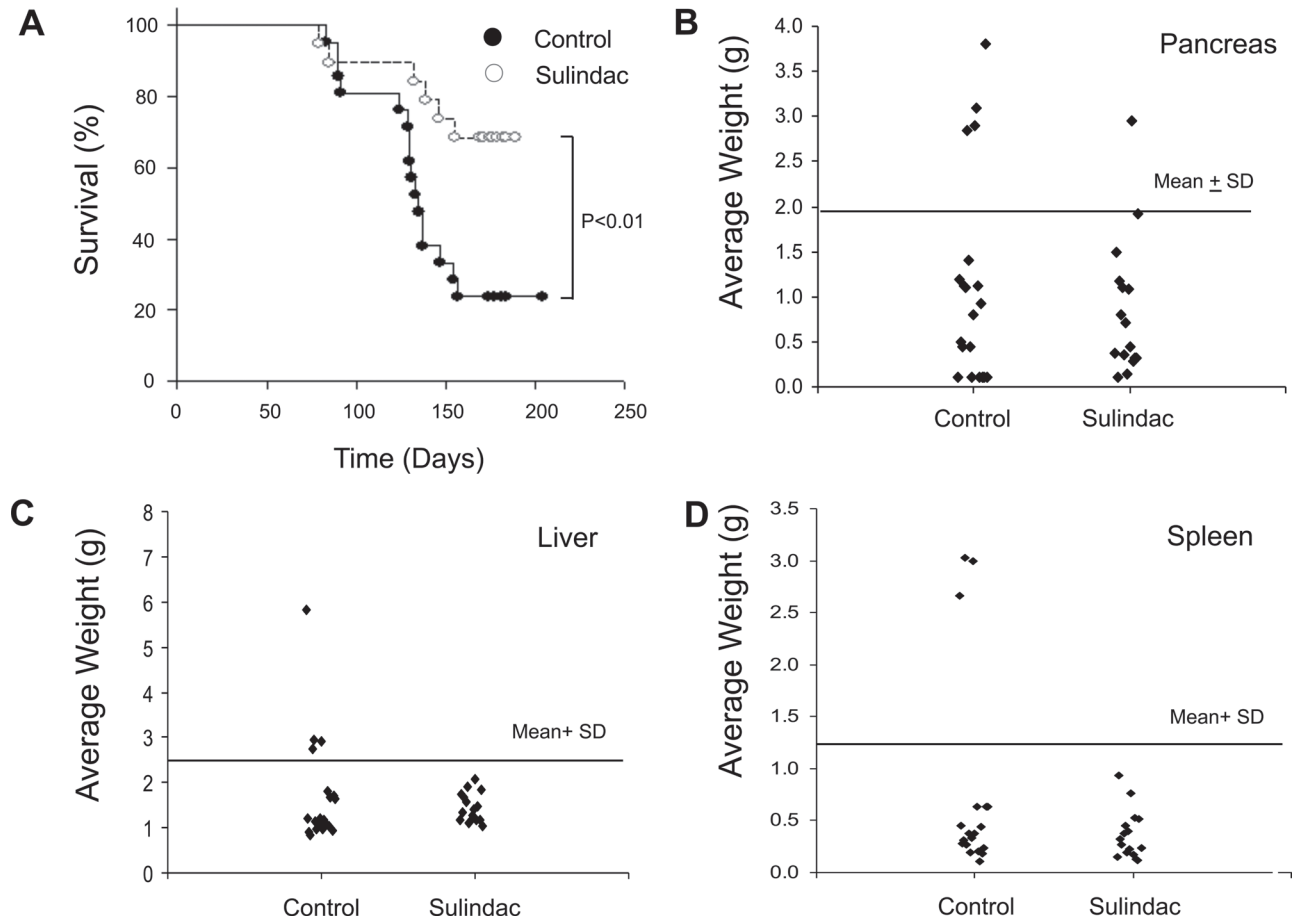 A
Survival (%)
100
80
60
40
20
0
0 50 100 150 200 250
Time (Days)
Control
Sulindac
P<0.01
B
Average Weight (g)
Pancreas
4.0
3.5
3.0
2.5
2.0
1.5
1.0
0.5
0.0
Mean ± SD
Control Sulindac
C
Average Weight (g)
Liver
8
7
6
5
4
3
2
1
0
Mean+ SD
Control Sulindac
D
Average Weight (g)
Spleen
3.5
3.0
2.5
2.0
1.5
1.0
0.5
0.0
Mean+ SD
Control Sulindac